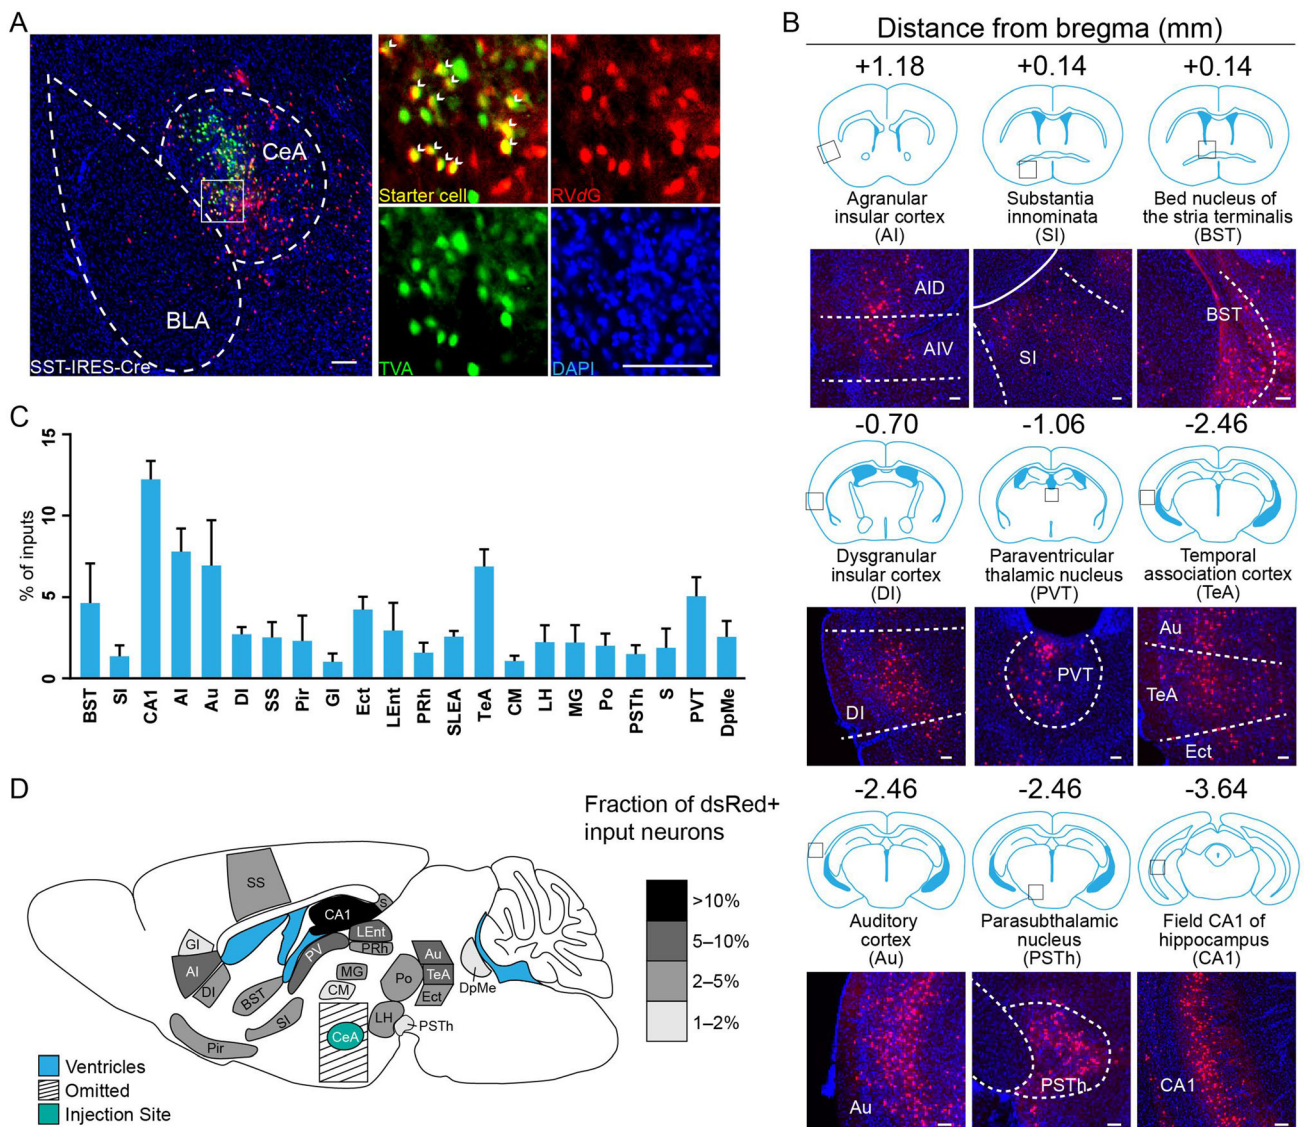 A
CeA
BLA
SST-IRES-Cre
Starter cell
RVdG
TVA
DAPI
B
Distance from bregma (mm)
+1.18
+0.14
+0.14
Agranular
insular cortex
(AI)
Substantia
innominata
(SI)
Bed nucleus of
the stria terminalis
(BST)
AID
AIV
SI
BST
-0.70
-1.06
-2.46
Dysgranular
insular cortex
(DI)
Paraventricular
thalamic nucleus
(PVT)
Temporal
association cortex
(TeA)
DI
PVT
Au
TeA
Ect
-2.46
-2.46
-3.64
Auditory
cortex
(Au)
Parasubthalamic
nucleus
(PSTh)
Field CA1 of
hippocampus
(CA1)
Au
PSTh
CA1
C
% of inputs
15
10
5
0
BST
SI
CA1
AI
Au
DI
SS
Pir
GI
Ect
LEnt
PRh
SLEA
TeA
CM
LH
MG
Po
PSTh
S
PVT
DpMe
D
SS
GI
AI
DI
BST
SI
Pir
PV
CA1
S
LEnt
PRh
MG
CM
CeA
Po
LH
PSTh
Au
TeA
Ect
DpMe
Ventricles
Omitted
Injection Site
Fraction of dsRed+
input neurons
>10%
5–10%
2–5%
1–2%